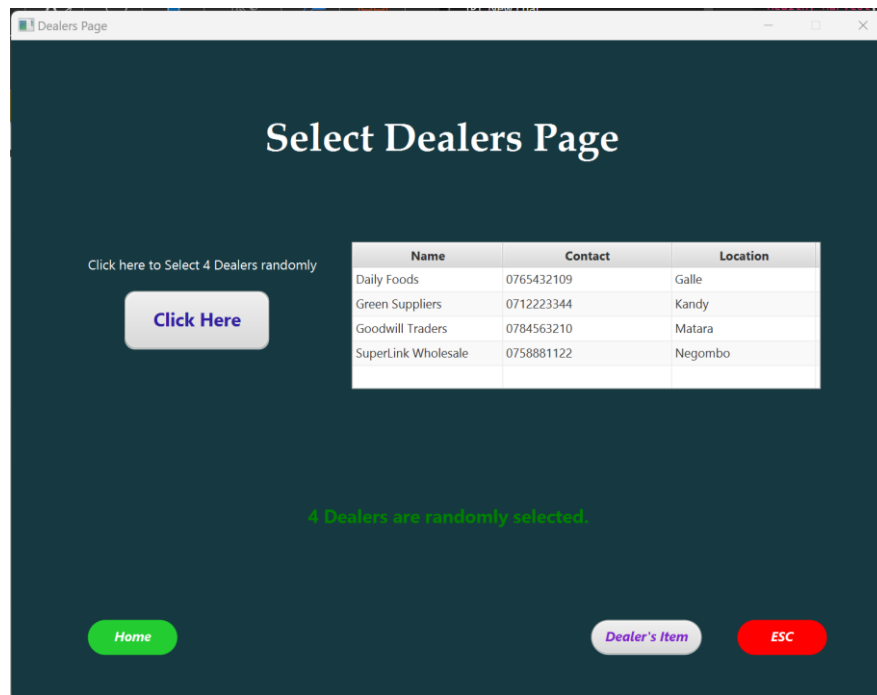 Dealers Page
Select Dealers Page
Click here to Select 4 Dealers randomly
Click Here
Name Contact Location
Daily Foods 0765432109 Galle
Green Suppliers 0712223344 Kandy
Goodwill Traders 0784563210 Matara
SuperLink Wholesale 0758881122 Negombo
4 Dealers are randomly selected.
Home Dealer's Item ESC